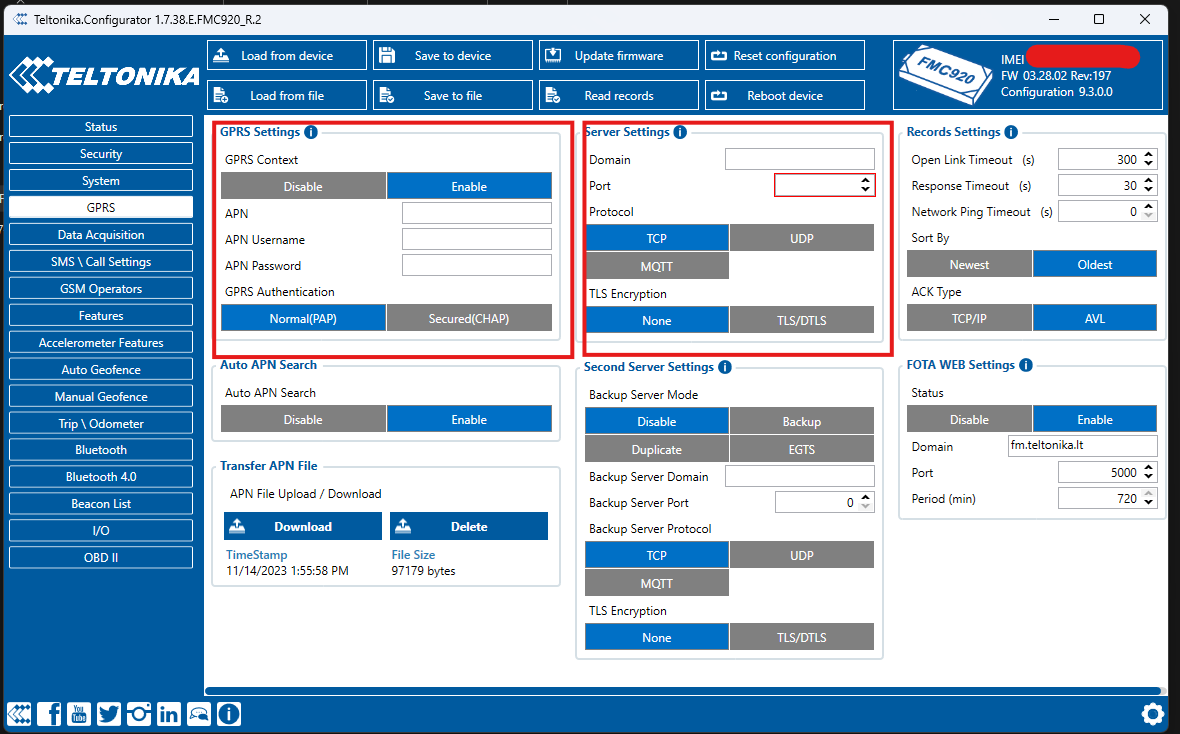 Teltonika.Configurator 1.7.38.E.FMC920_R.2
TELTONIKA
Load from device
Save to device
Update firmware
Reset configuration
Load from file
Save to file
Read records
Reboot device
FMC920
IMEI
FW 03.28.02 Rev:197
Configuration 9.3.0.0
Status
Security
System
GPRS
Data Acquisition
SMS \ Call Settings
GSM Operators
Features
Accelerometer Features
Auto Geofence
Manual Geofence
Trip \ Odometer
Bluetooth
Bluetooth 4.0
Beacon List
I/O
OBD II
GPRS Settings i
GPRS Context
Disable Enable
APN
APN Username
APN Password
GPRS Authentication
Normal(PAP) Secured(CHAP)
Auto APN Search
Auto APN Search
Disable Enable
Transfer APN File
APN File Upload / Download
Download Delete
TimeStamp File Size
11/14/2023 1:55:58 PM 97179 bytes
Server Settings i
Domain
Port
Protocol
TCP UDP
MQTT
TLS Encryption
None TLS/DTLS
Second Server Settings i
Backup Server Mode
Disable Backup
Duplicate EGTS
Backup Server Domain
Backup Server Port 0
Backup Server Protocol
TCP UDP
MQTT
TLS Encryption
None TLS/DTLS
Records Settings i
Open Link Timeout (s) 300
Response Timeout (s) 30
Network Ping Timeout (s) 0
Sort By
Newest Oldest
ACK Type
TCP/IP AVL
FOTA WEB Settings i
Status
Disable Enable
Domain fm.teltonika.lt
Port 5000
Period (min) 720
You Tube